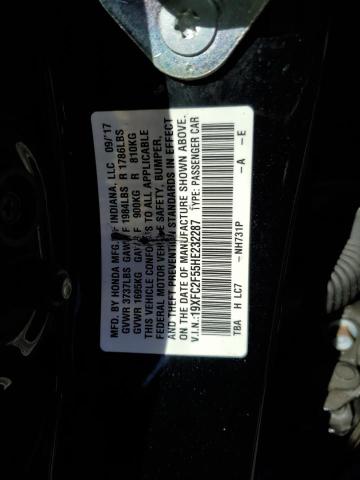 MFD. BY HONDA MFG. OF INDIANA, LLC 09/'17
GVWR 3737LBS GAWR F 1984LBS R 1786LBS
GVWR 1695KG GAWR F 900KG R 810KG
THIS VEHICLE CONFORMS TO ALL APPLICABLE
FEDERAL MOTOR VEHICLE SAFETY, BUMPER,
AND THEFT PREVENTION STANDARDS IN EFFECT
ON THE DATE OF MANUFACTURE SHOWN ABOVE.
V.I.N.:19XFC2F55HE232287 TYPE: PASSENGER CAR
TBA H LC7 -NH731P -A -E